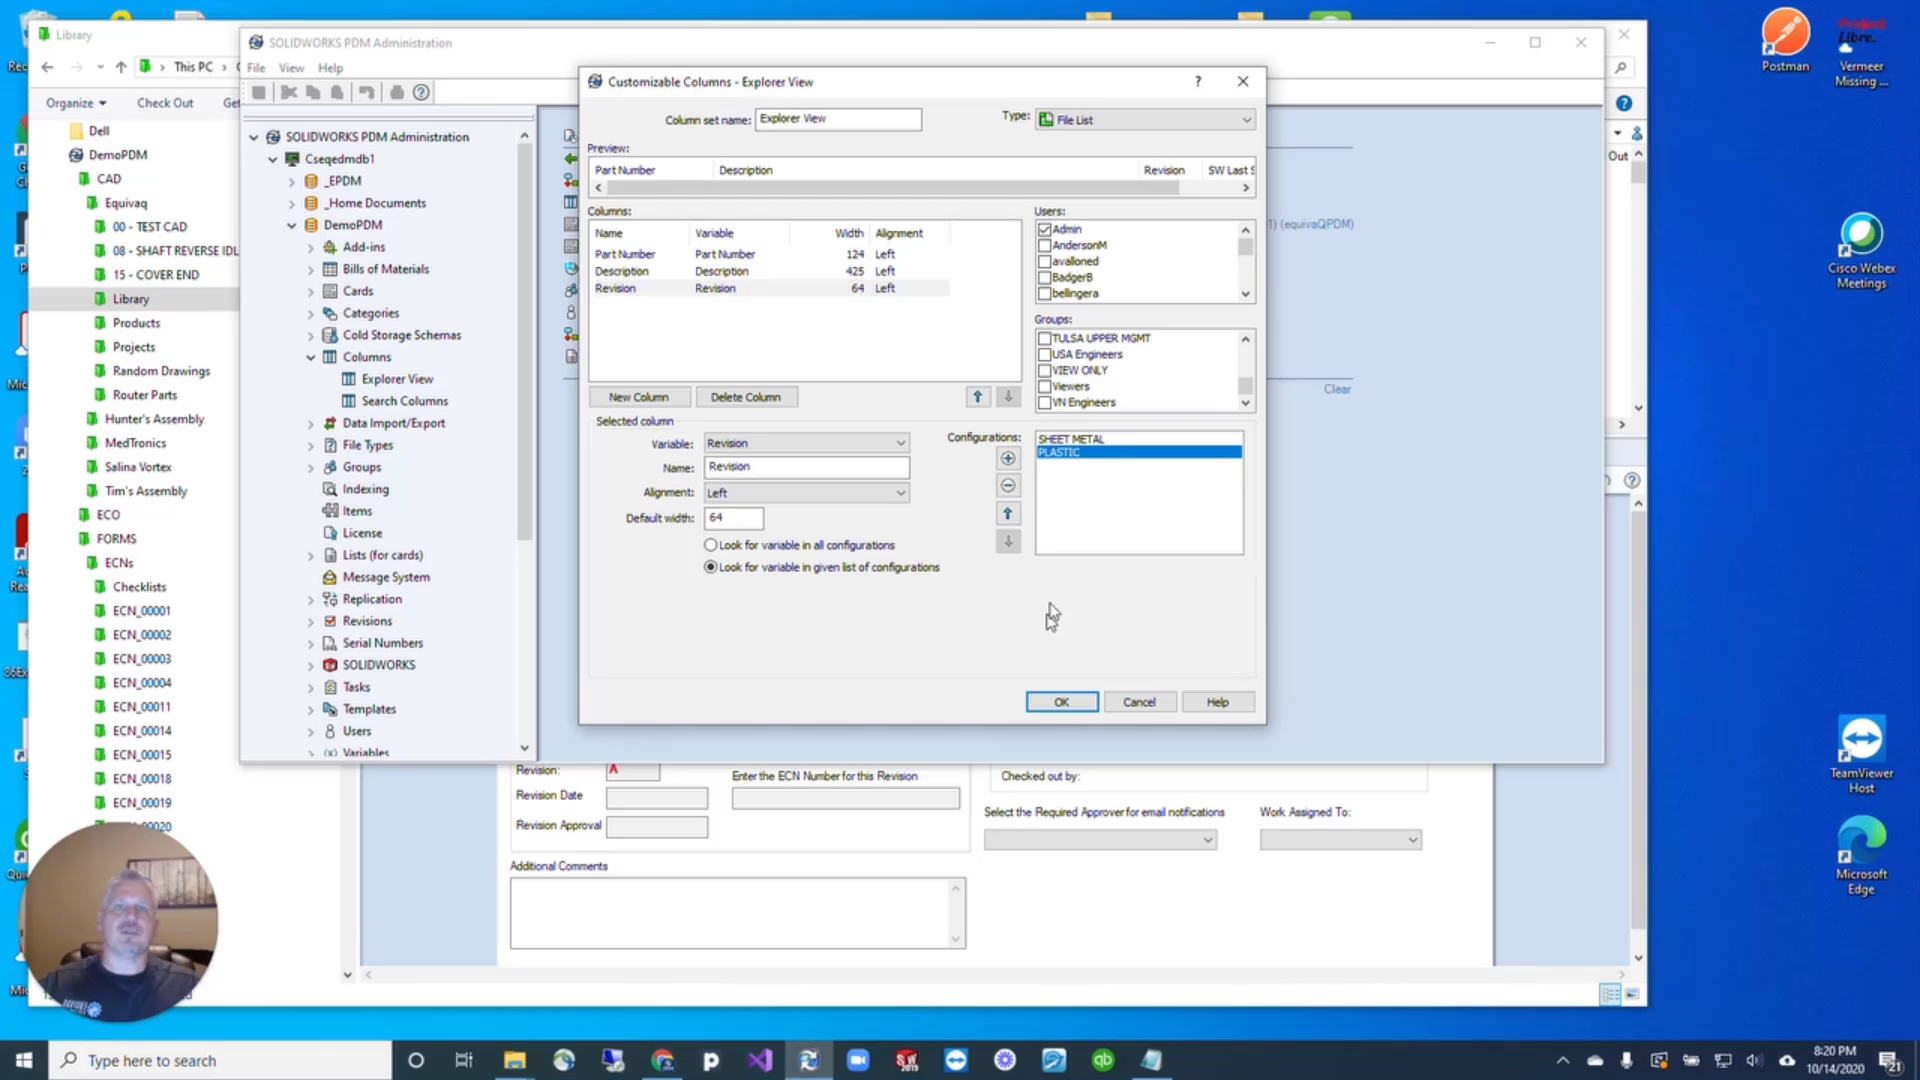 Library
This PC
Organize
Check Out
Dell
DemoPDM
CAD
Equivaq
00 - TEST CAD
08 - SHAFT REVERSE IDL
15 - COVER END
Library
Products
Projects
Random Drawings
Router Parts
Hunter's Assembly
MedTronics
Salina Vortex
Tim's Assembly
ECO
FORMS
ECNs
Checklists
ECN_00001
ECN_00002
ECN_00003
ECN_00004
ECN_00011
ECN_00014
ECN_00015
ECN_00018
ECN_00019
SOLIDWORKS PDM Administration
File View Help
SOLIDWORKS PDM Administration
Cseqedmdb1
_EPDM
_Home Documents
DemoPDM
Add-ins
Bills of Materials
Cards
Categories
Cold Storage Schemas
Columns
Explorer View
Search Columns
Data Import/Export
File Types
Groups
Indexing
Items
License
Lists (for cards)
Message System
Replication
Revisions
Serial Numbers
SOLIDWORKS
Tasks
Templates
Users
Variables
Customizable Columns - Explorer View
Column set name: Explorer View
Type: File List
Preview:
Part Number Description Revision SW Last S
Columns:
Name Variable Width Alignment
Part Number Part Number 124 Left
Description Description 425 Left
Revision Revision 64 Left
Users:
Admin
AndersonM
avalloned
BadgerB
bellingera
Groups:
TULSA UPPER MGMT
USA Engineers
VIEW ONLY
Viewers
VN Engineers
New Column Delete Column
Selected column
Variable: Revision
Name: Revision
Alignment: Left
Default width: 64
Look for variable in all configurations
Look for variable in given list of configurations
Configurations:
SHEET METAL
PLASTIC
OK Cancel Help
1) (equivaQPDM)
Clear
Out
Revision: A
Revision Date
Revision Approval
Enter the ECN Number for this Revision
Additional Comments
Checked out by:
Select the Required Approver for email notifications
Work Assigned To:
Postman
Project
Libre.
Vermeer
Missing ...
Cisco Webex
Meetings
TeamViewer
Host
Microsoft
Edge
Type here to search
8:20 PM
10/14/2020
21